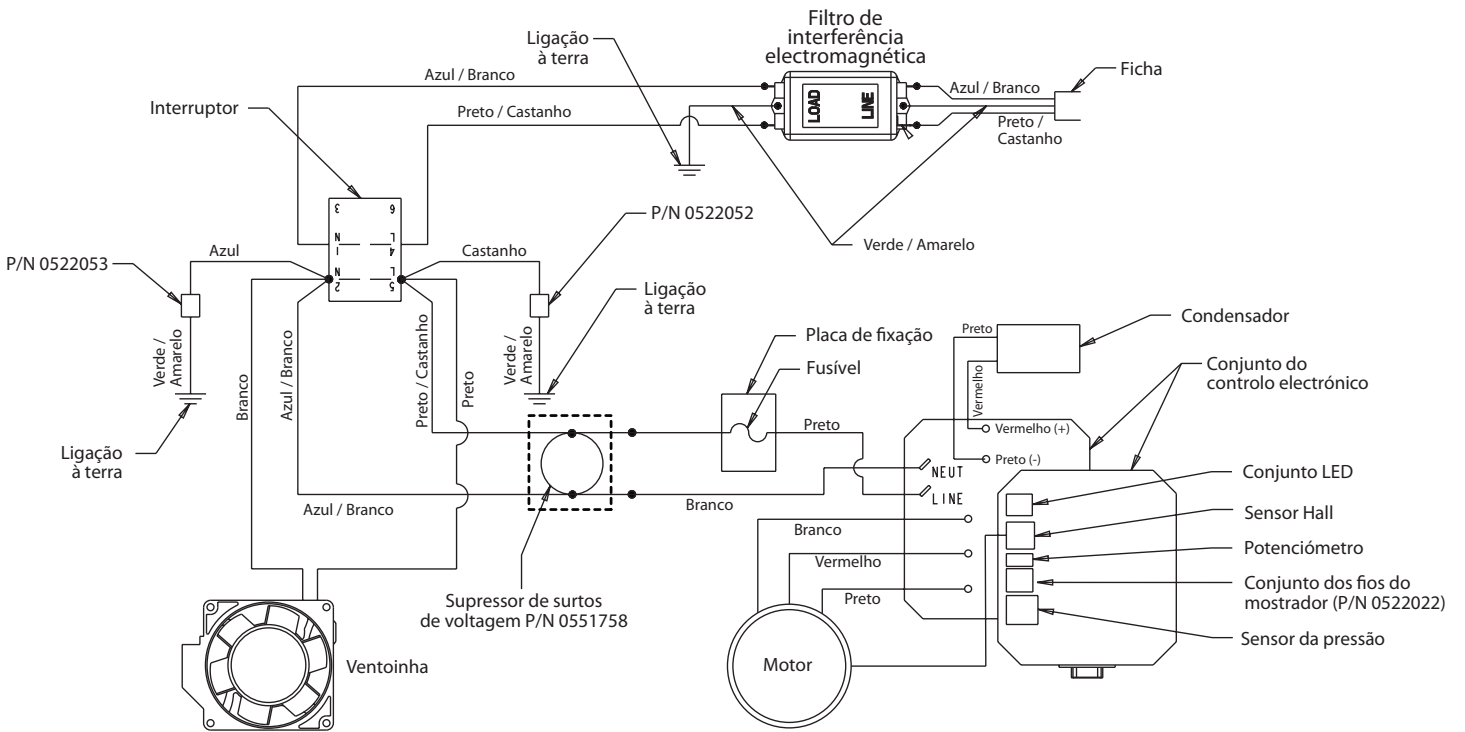 Filtro de
interferência
electromagnética
Ligação
à terra
Ficha
Azul / Branco
Azul / Branco
Interruptor
Preto / Castanho
LOAD
LINE
Preto /
Castanho
3
6
P/N 0522052
N
L
1
4
Verde / Amarelo
Azul
Castanho
P/N 0522053
N
L
2
5
Ligação
à terra
Verde /
Amarelo
Branco
Azul / Branco
Preto / Castanho
Preto
Verde /
Amarelo
Placa de fixação
Fusível
Preto
Condensador
Vermelho
Conjunto do
controlo electrónico
Ligação
à terra
Preto
Vermelho (+)
Preto (-)
NEUT
LINE
Conjunto LED
Azul / Branco
Branco
Sensor Hall
Branco
Potenciómetro
Vermelho
Conjunto dos fios do
mostrador (P/N 0522022)
Preto
Supressor de surtos
de voltagem P/N 0551758
Sensor da pressão
Ventoinha
Motor